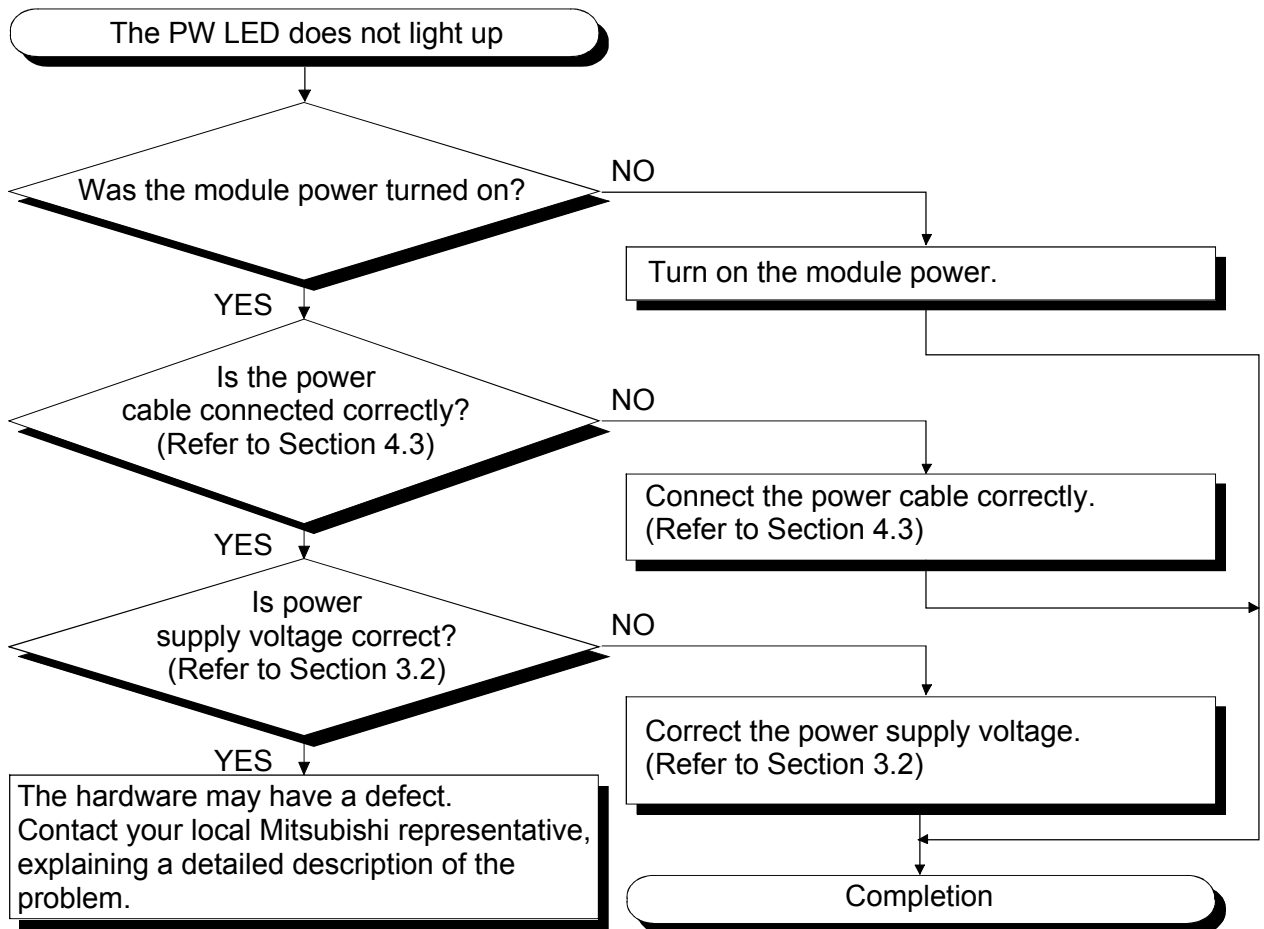 The PW LED does not light up
Was the module power turned on?
NO
Turn on the module power.
YES
Is the power
cable connected correctly?
(Refer to Section 4.3)
NO
Connect the power cable correctly.
(Refer to Section 4.3)
YES
Is power
supply voltage correct?
(Refer to Section 3.2)
NO
Correct the power supply voltage.
(Refer to Section 3.2)
YES
The hardware may have a defect.
Contact your local Mitsubishi representative,
explaining a detailed description of the
problem.
Completion